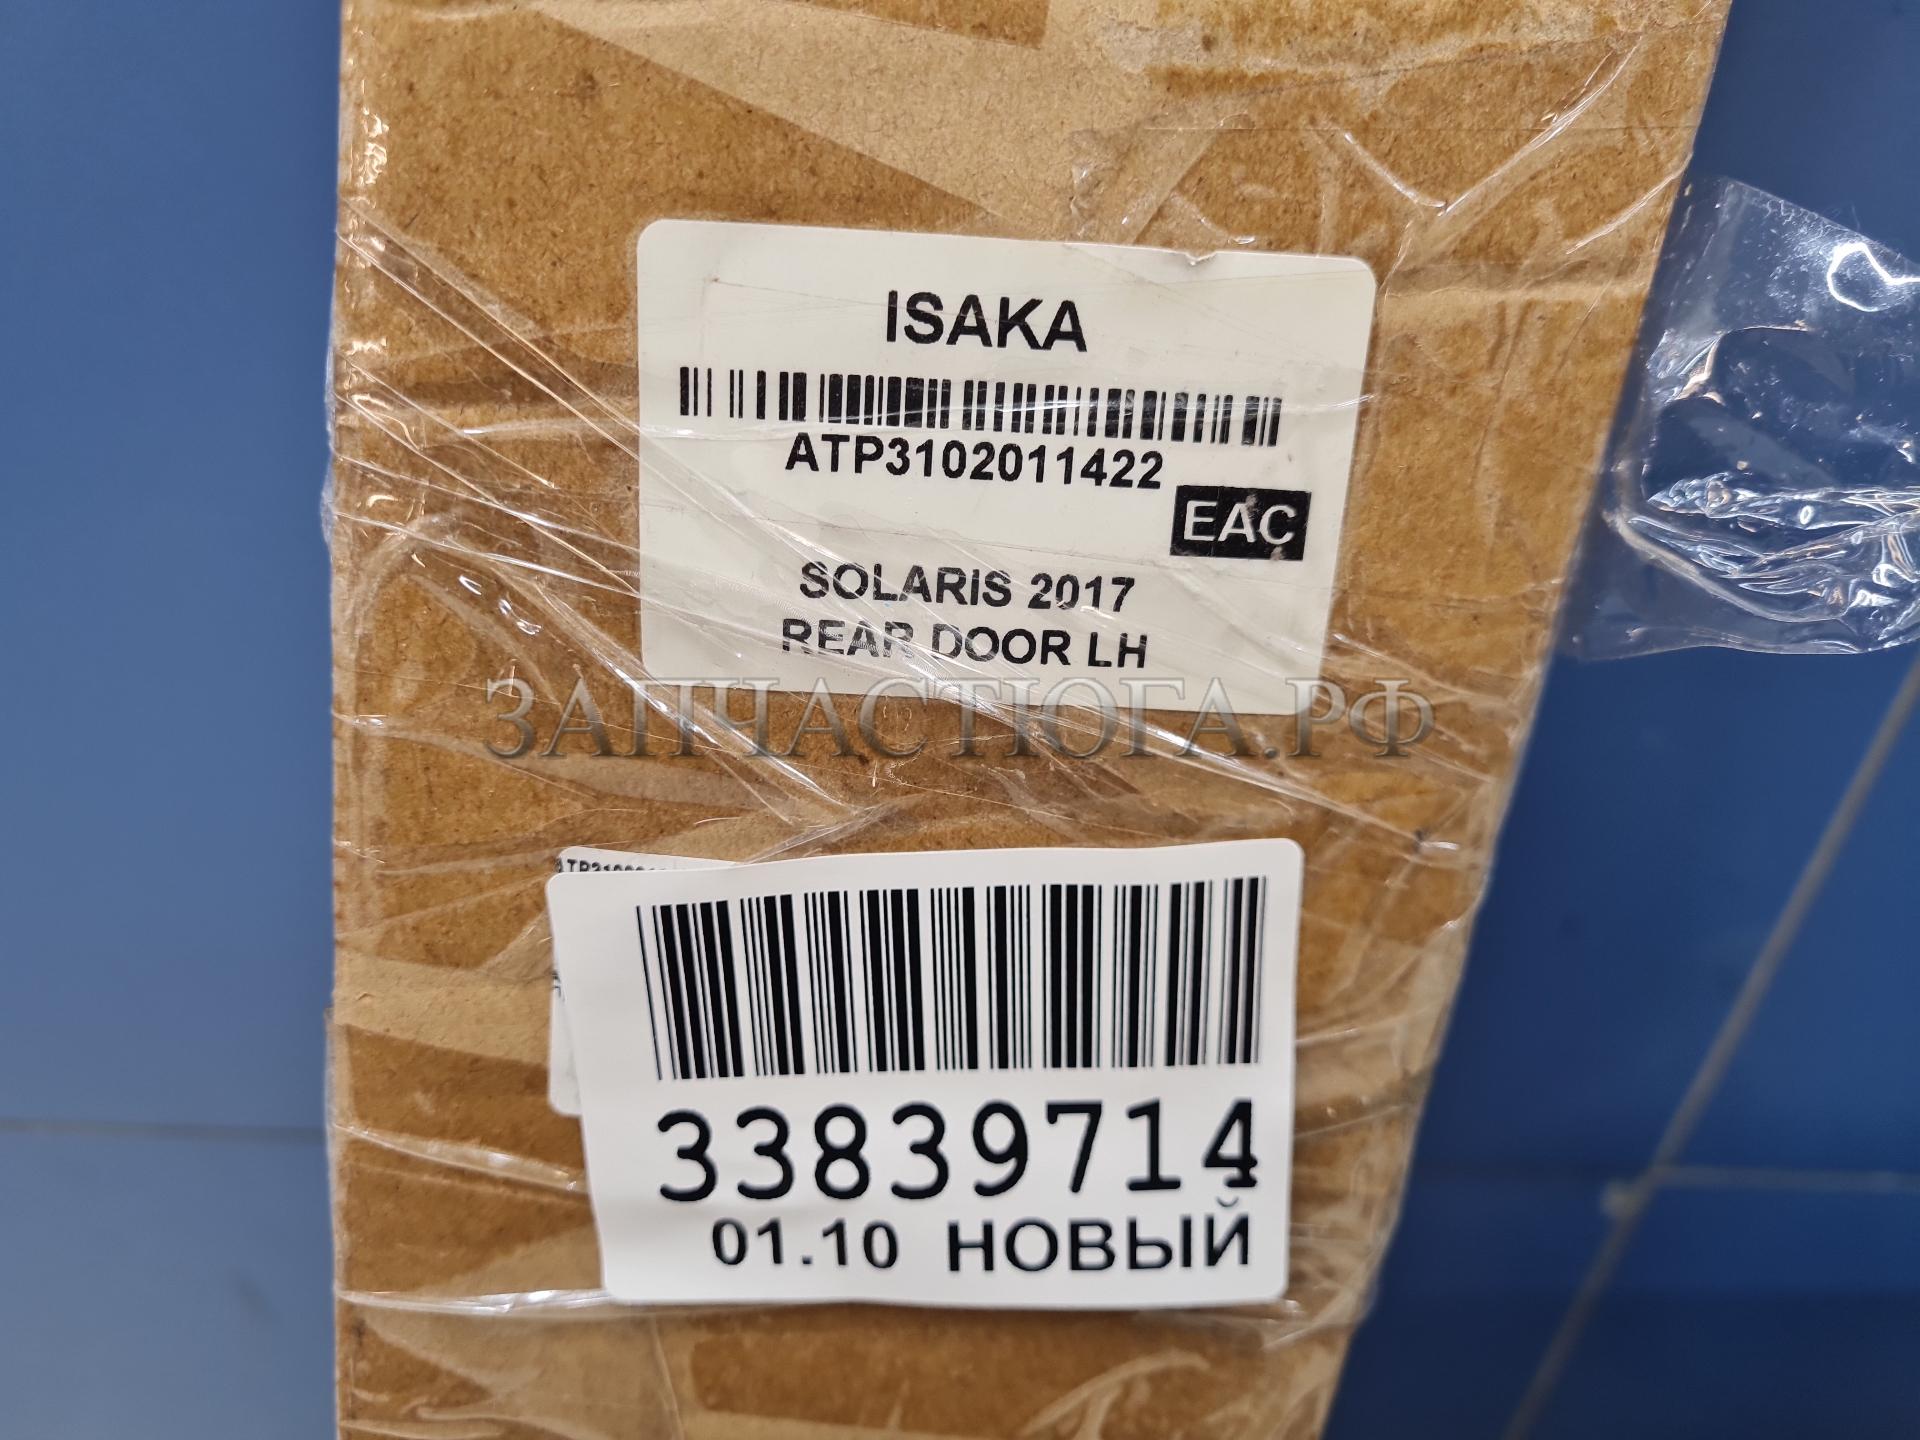 ISAKA
ATP3102011422
EAC
SOLARIS 2017
REAR DOOR LH
ЗАПЧАСТЮГА.РФ
33839714
01.10 НОВЫЙ